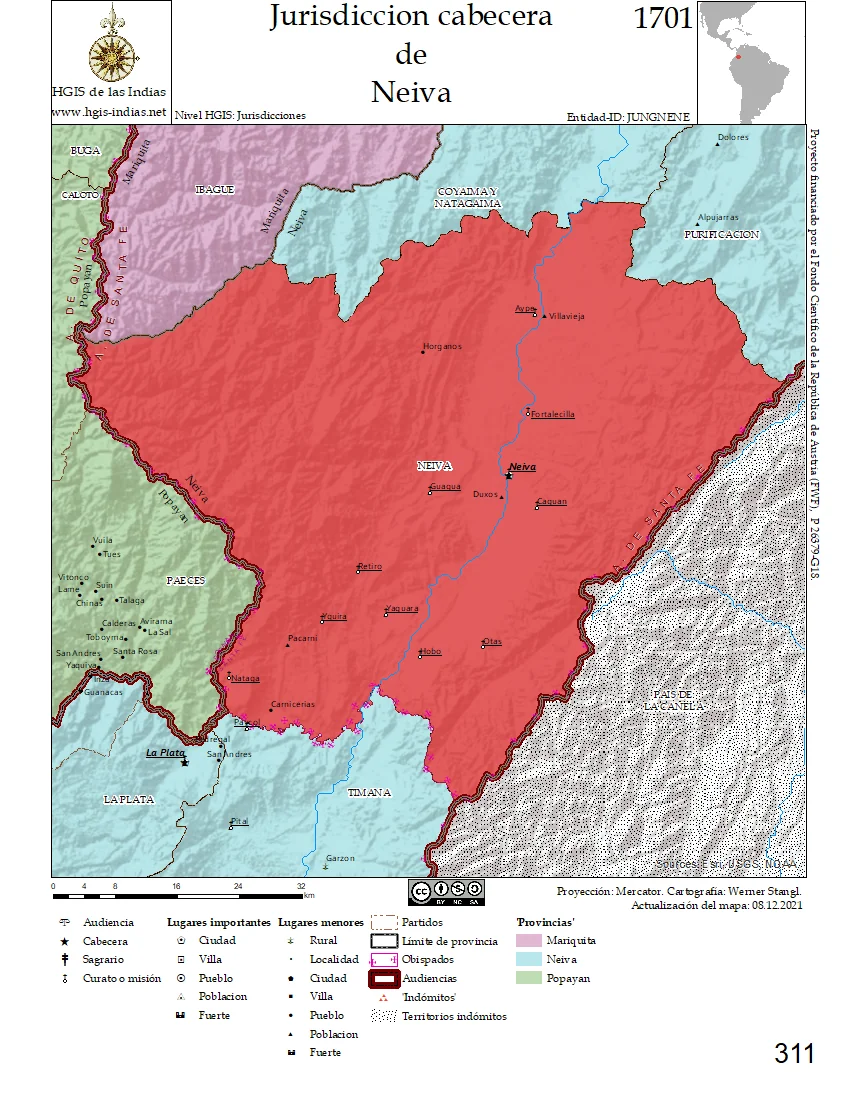 Jurisdiccion cabecera
de
Neiva
1701
HGIS de las Indias
www.hgis-indias.net
Nivel HGIS: Jurisdicciones
Entidad-ID: JUNGNENE
Proyecto financiado por el Fondo Científico de la República de Austria (FWF), P 26379-G18.
BUGA
Mariquita
Dolores
CALOTO
IBAGUE
COYAIMA Y
NATAGAIMA
Mariquita
Neiva
Alpujarras
PURIFICACION
A DE QUITO
Popayan
A DE SANTA FE
Aype
Villavieja
Horganos
Fortalecilla
NEIVA
Neiva
Guagua
Duxos
Caguan
Neiva
Popayan
A DE SANTA FE
Vuila
Tues
Retiro
Vitonco
Lame
Suin
Chinas
Talaga
PAECES
Yquira
Yaguara
Calderas
Avirama
Toboyma
La Sal
Pacarni
Otas
San Andres
Santa Rosa
Hobo
Yaquiva
Inza
Nataga
Guanacas
Carnicerias
PAIS DE
LA CANELA
Paicol
La Plata
San Andres
LA PLATA
TIMANA
Pital
Garzon
Sources: Esri, USGS, NOAA
0 4 8 16 24 32
km
CC BY NC SA
Proyección: Mercator. Cartografía: Werner Stangl.
Actualización del mapa: 08.12.2021
Audiencia
Cabecera
Sagrario
Curato o misión
Lugares importantes
Ciudad
Villa
Pueblo
Poblacion
Fuerte
Lugares menores
Rural
Localidad
Ciudad
Villa
Pueblo
Poblacion
Fuerte
Partidos
Límite de provincia
Obispados
Audiencias
'Indómitos'
Territorios indómitos
'Provincias'
Mariquita
Neiva
Popayan
311